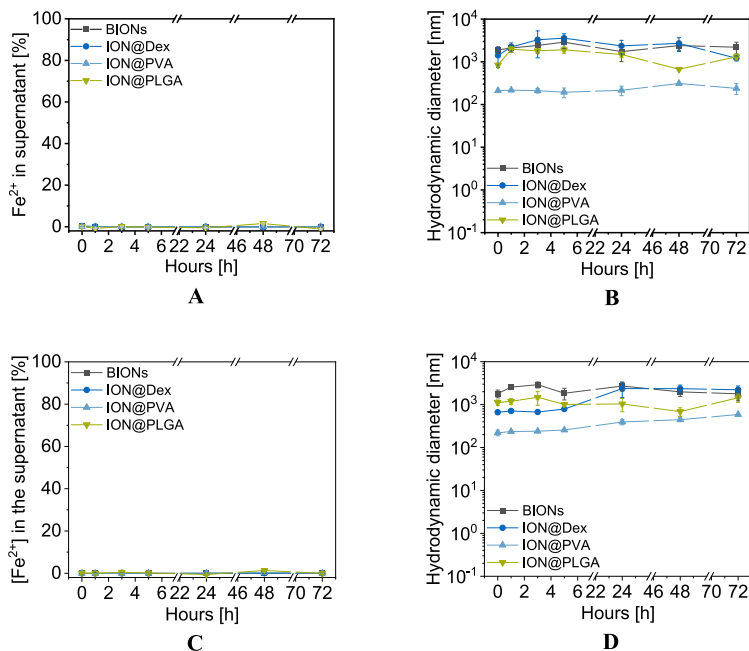 100
80
60
40
20
0
Fe²⁺ in supernatant [%]
BIONs
ION@Dex
ION@PVA
ION@PLGA
0 2 4 6 22 24 46 48 70 72
Hours [h]
A
10⁴
10³
10²
10¹
10⁰
10⁻¹
Hydrodynamic diameter [nm]
BIONs
ION@Dex
ION@PVA
ION@PLGA
0 2 4 6 22 24 46 48 70 72
Hours [h]
B
100
80
60
40
20
0
[Fe²⁺] in the supernatant [%]
BIONs
ION@Dex
ION@PVA
ION@PLGA
0 2 4 6 22 24 46 48 70 72
Hours [h]
C
10⁴
10³
10²
10¹
10⁰
10⁻¹
Hydrodynamic diameter [nm]
BIONs
ION@Dex
ION@PVA
ION@PLGA
0 2 4 6 22 24 46 48 70 72
Hours [h]
D